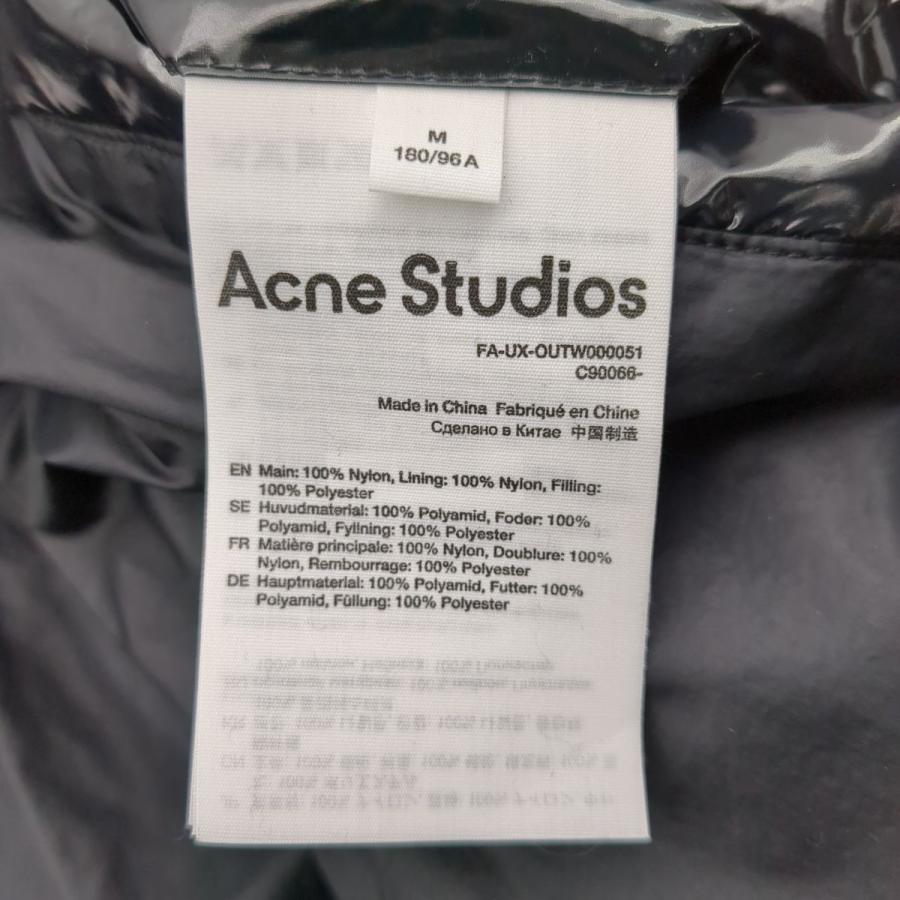 M
180/96A
Acne Studios
FA-UX-OUTW000051
C90066-
Made in China Fabriqué en Chine
Сделано в Китае 中国制造
EN Main: 100% Nylon, Lining: 100% Nylon, Filling:
100% Polyester
SE Huvudmaterial: 100% Polyamid, Foder: 100%
Polyamid, Fyllning: 100% Polyester
FR Matière principale: 100% Nylon, Doublure: 100%
Nylon, Rembourrage: 100% Polyester
DE Hauptmaterial: 100% Polyamid, Futter: 100%
Polyamid, Füllung: 100% Polyester